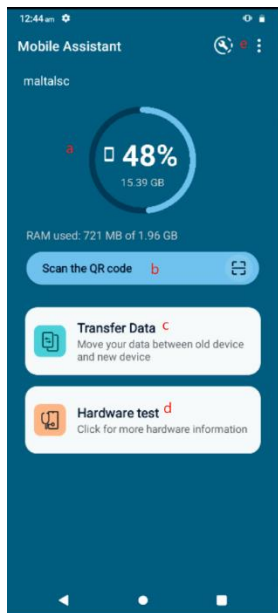 12:44 am
Mobile Assistant
e
maltalsc
a
48%
15.39 GB
RAM used: 721 MB of 1.96 GB
Scan the QR code b
Transfer Data c
Move your data between old device
and new device
Hardware test d
Click for more hardware information